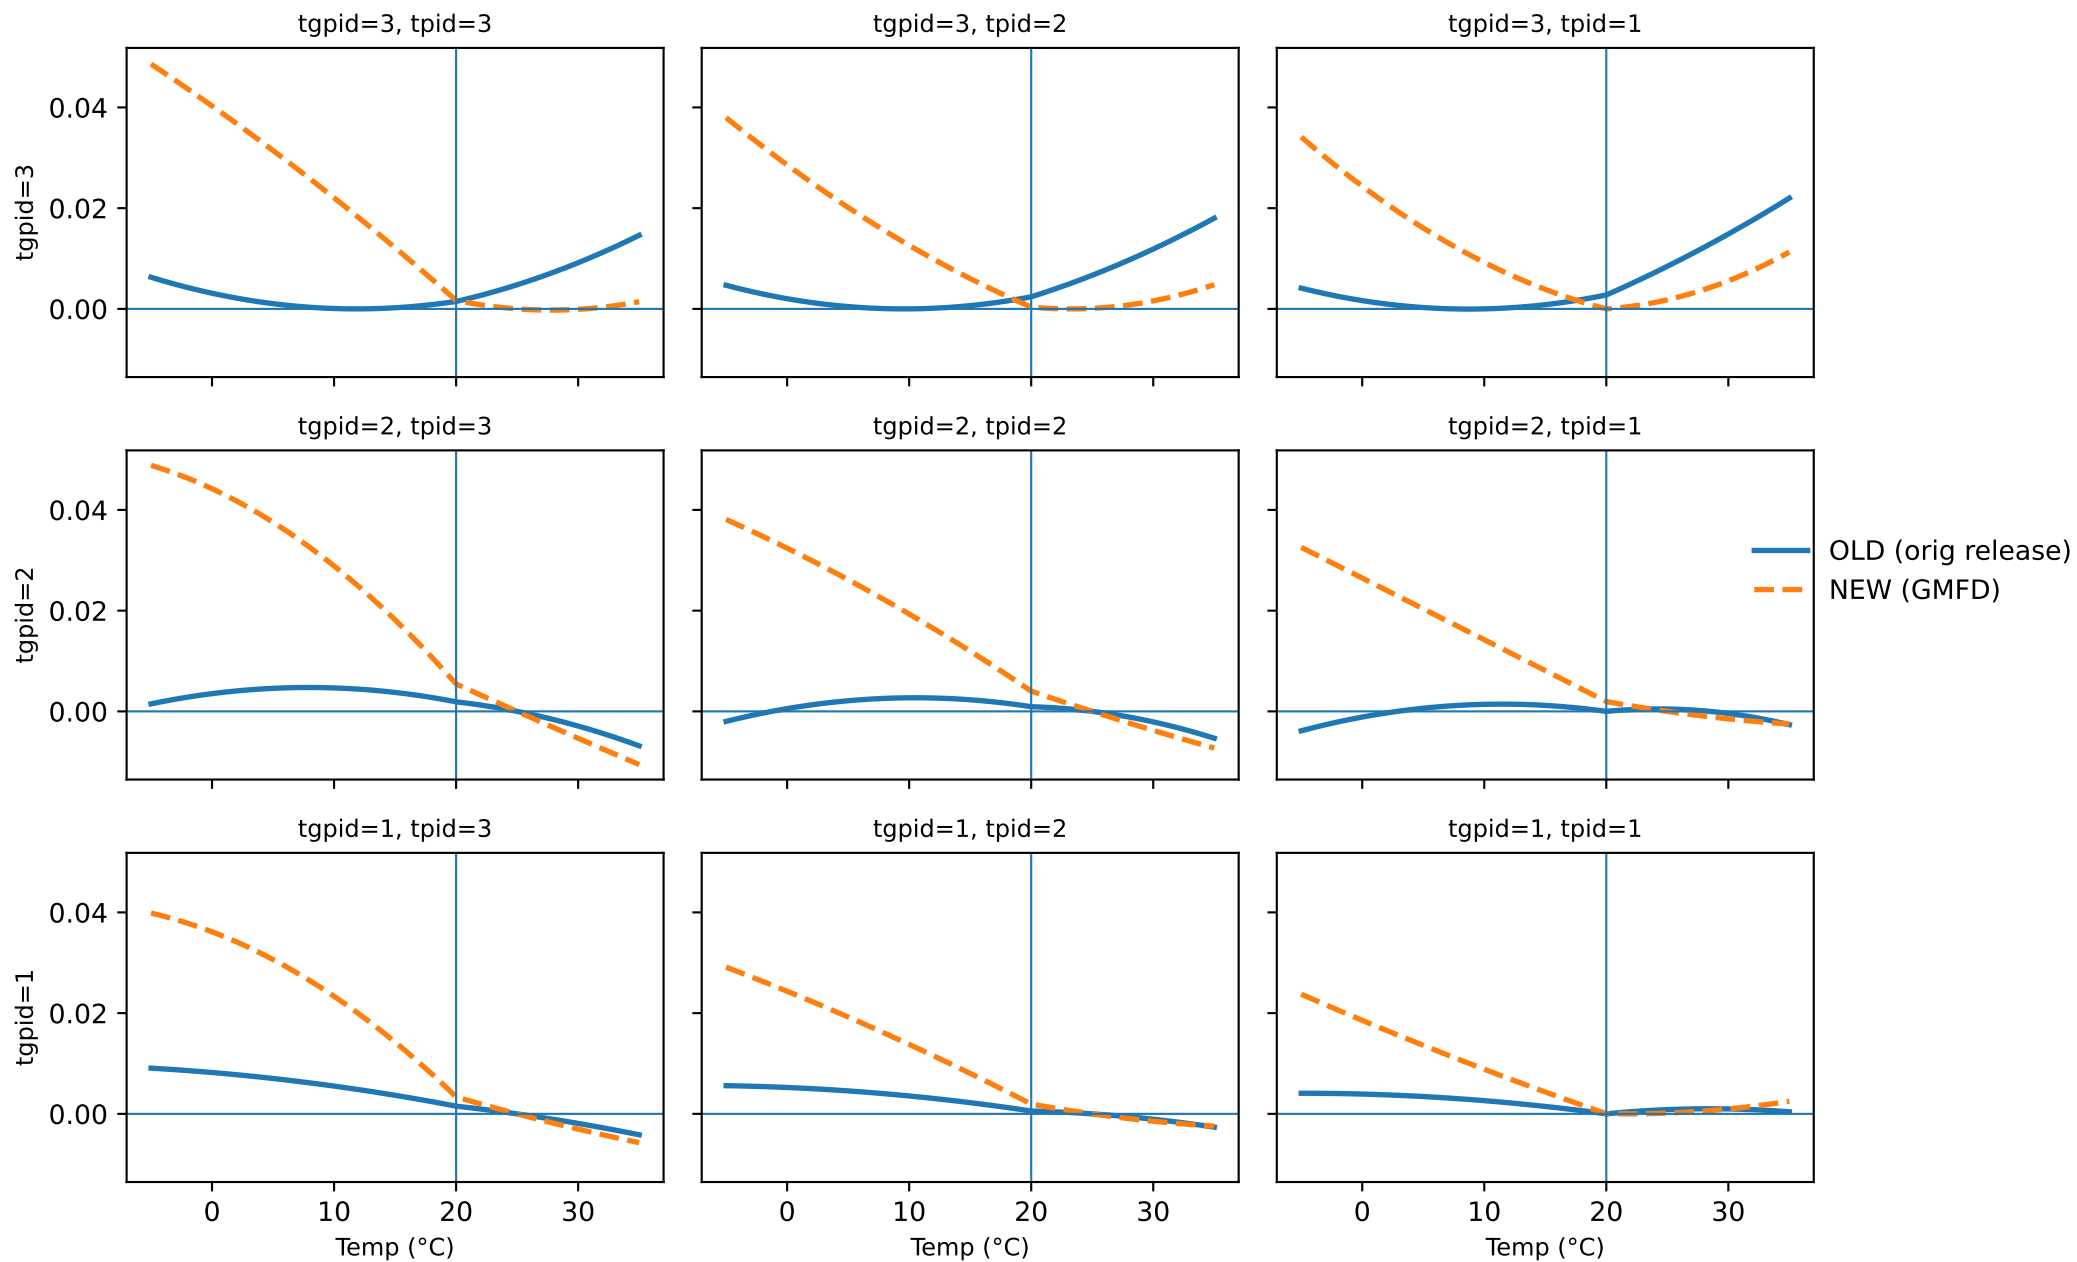 tgpid=3, tpid=3
tgpid=3, tpid=2
tgpid=3, tpid=1
tgpid=3
0.04
0.02
0.00
tgpid=2, tpid=3
tgpid=2, tpid=2
tgpid=2, tpid=1
tgpid=2
0.04
0.02
0.00
OLD (orig release)
NEW (GMFD)
tgpid=1, tpid=3
tgpid=1, tpid=2
tgpid=1, tpid=1
tgpid=1
0.04
0.02
0.00
0 10 20 30
0 10 20 30
0 10 20 30
Temp (°C)
Temp (°C)
Temp (°C)